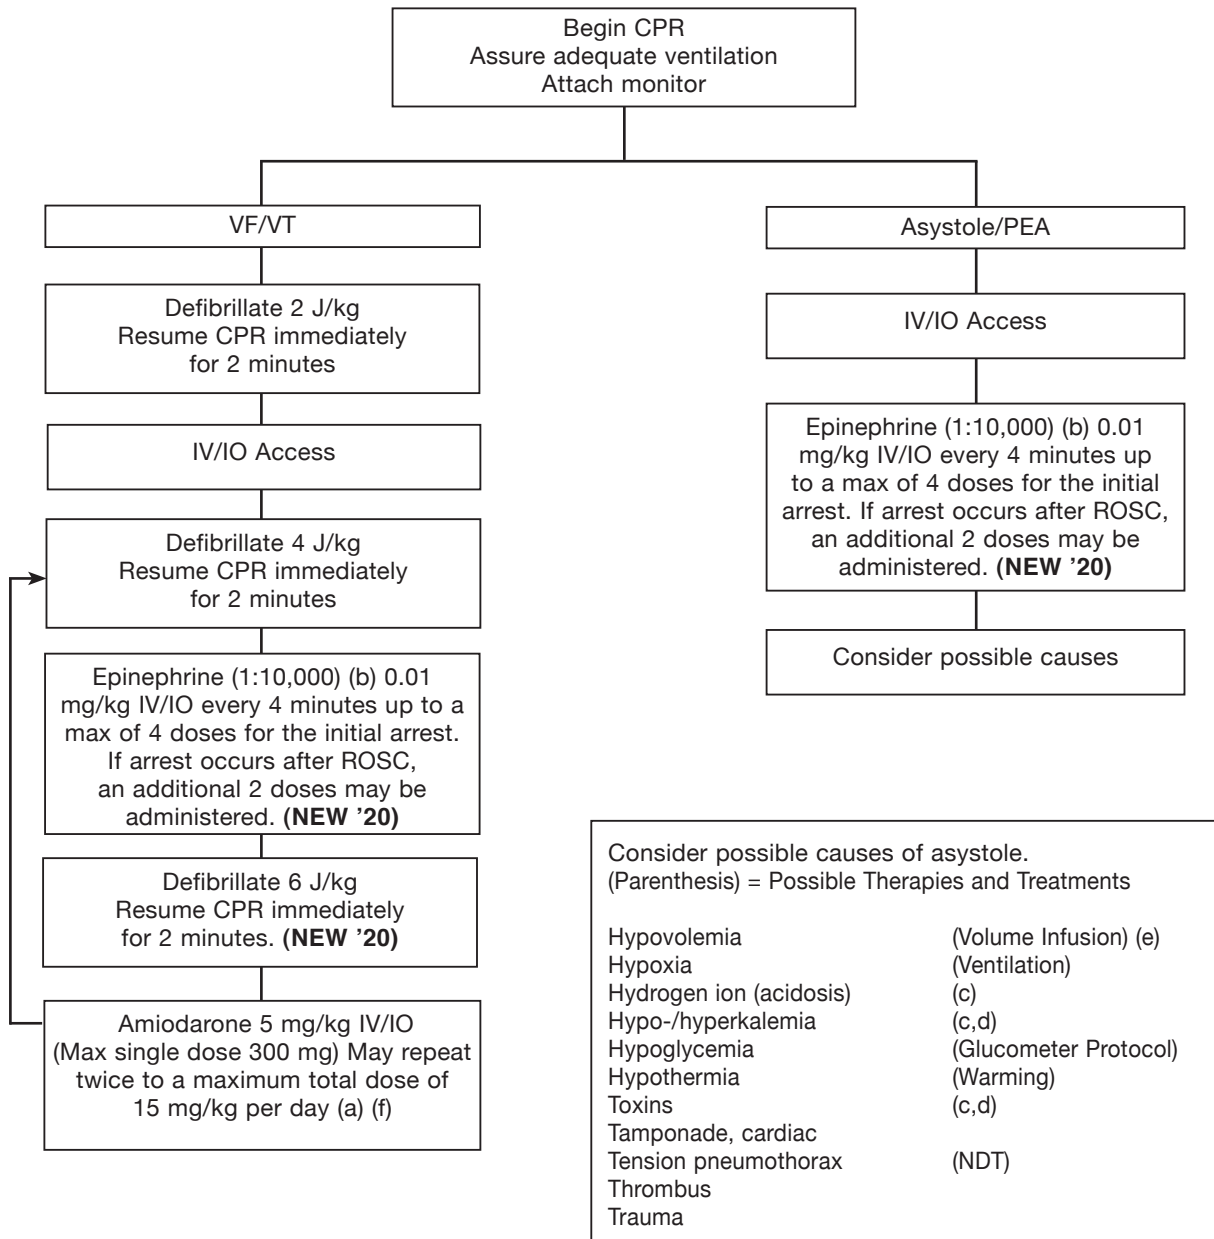 Begin CPR
Assure adequate ventilation
Attach monitor
VF/VT
Defibrillate 2 J/kg
Resume CPR immediately
for 2 minutes
IV/IO Access
Defibrillate 4 J/kg
Resume CPR immediately
for 2 minutes
Epinephrine (1:10,000) (b) 0.01
mg/kg IV/IO every 4 minutes up to a
max of 4 doses for the initial arrest.
If arrest occurs after ROSC,
an additional 2 doses may be
administered. (NEW ’20)
Defibrillate 6 J/kg
Resume CPR immediately
for 2 minutes. (NEW ’20)
Amiodarone 5 mg/kg IV/IO
(Max single dose 300 mg) May repeat
twice to a maximum total dose of
15 mg/kg per day (a) (f)
Asystole/PEA
IV/IO Access
Epinephrine (1:10,000) (b) 0.01
mg/kg IV/IO every 4 minutes up
to a max of 4 doses for the initial
arrest. If arrest occurs after ROSC,
an additional 2 doses may be
administered. (NEW ’20)
Consider possible causes
Consider possible causes of asystole.
(Parenthesis) = Possible Therapies and Treatments
Hypovolemia (Volume Infusion) (e)
Hypoxia (Ventilation)
Hydrogen ion (acidosis) (c)
Hypo-/hyperkalemia (c,d)
Hypoglycemia (Glucometer Protocol)
Hypothermia (Warming)
Toxins (c,d)
Tamponade, cardiac
Tension pneumothorax (NDT)
Thrombus
Trauma